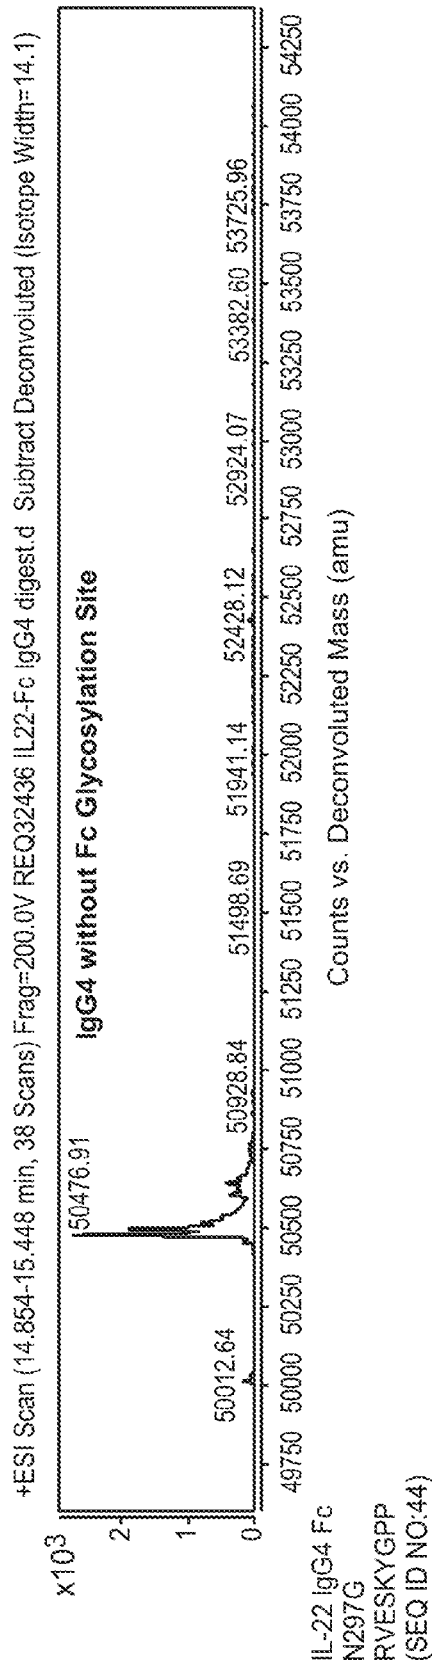 +ESI Scan (14.854-15.448 min, 38 Scans) Frag=200.0V REQ32436 IL22-Fc IgG4 digest.d Subtract Deconvoluted (Isotope Width=14.1)
x10³
IgG4 without Fc Glycosylation Site
50476.91
50012.64
50928.84
51498.69
51941.14
52428.12
52924.07
53382.60
53725.96
2
1
0
49750 50000 50250 50500 50750 51000 51250 51500 51750 52000 52250 52500 52750 53000 53250 53500 53750 54000 54250
Counts vs. Deconvoluted Mass (amu)
IL-22 IgG4 Fc
N297G
RVESKYGPP
(SEQ ID NO:44)